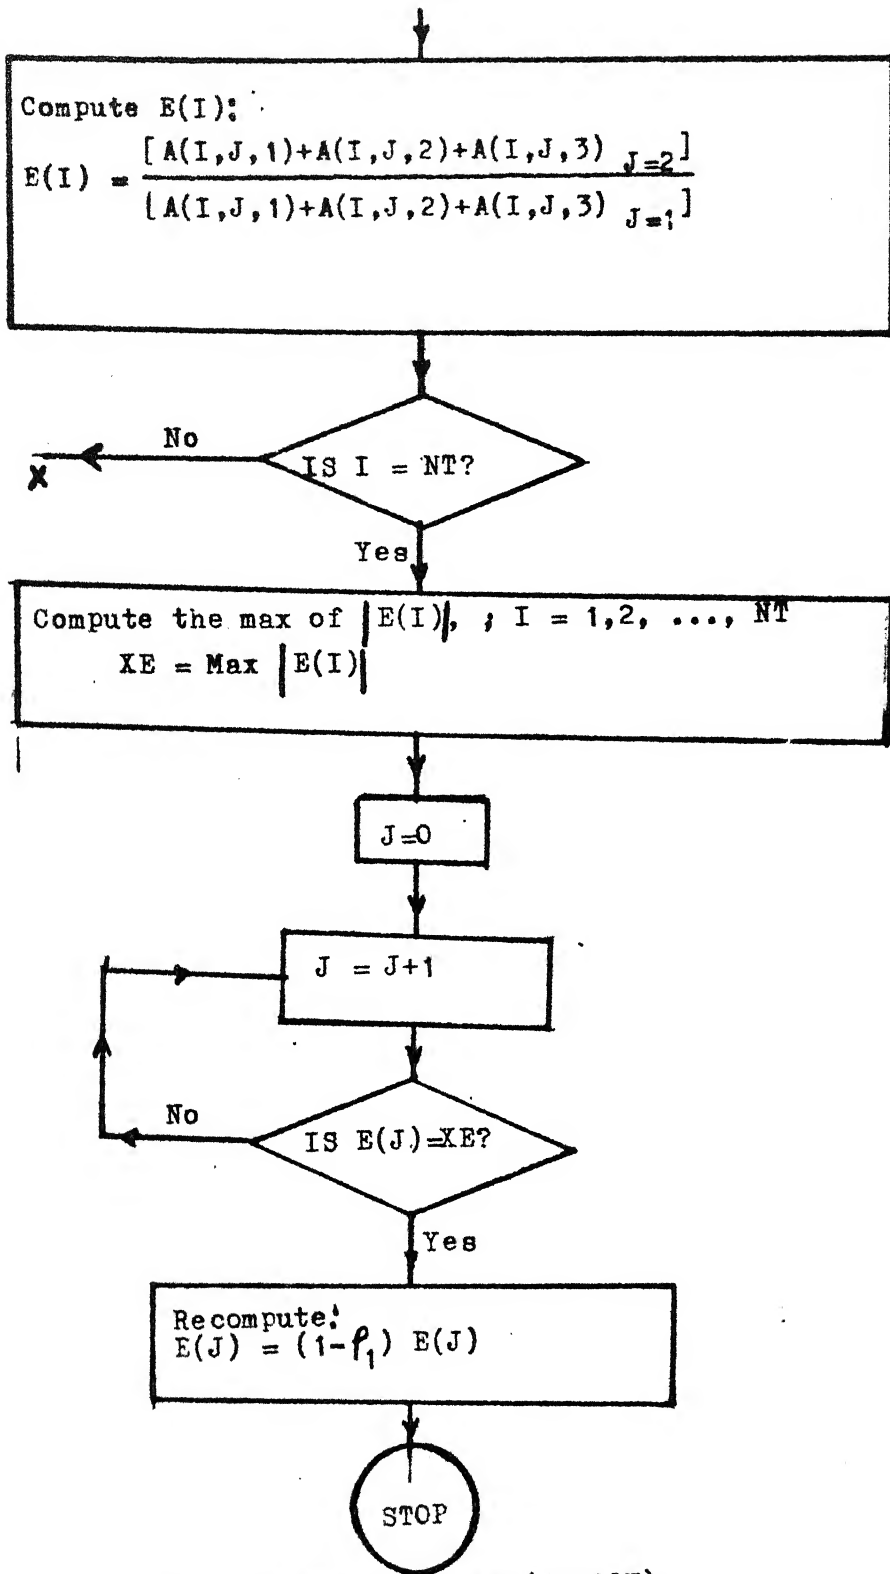 Compute E(I):
E(I) = [A(I,J,1)+A(I,J,2)+A(I,J,3) J=2]
[A(I,J,1)+A(I,J,2)+A(I,J,3) J=1]
No
IS I = NT?
X
Yes
Compute the max of |E(I)|, ; I = 1,2, ..., NT
XE = Max |E(I)|
J=0
J = J+1
No
IS E(J)=XE?
Yes
Recompute:
E(J) = (1-ρ₁) E(J)
STOP